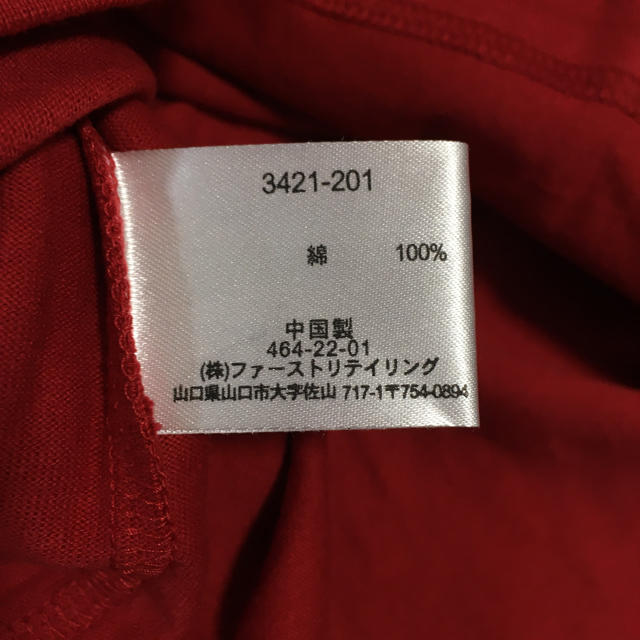 3421-201
綿 100%
中国製
464-22-01
(株)ファーストリテイリング
山口県山口市大字佐山 717-1〒754-0894